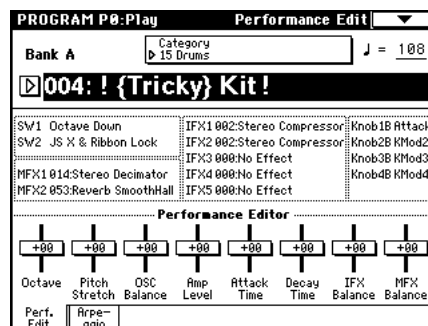 PROGRAM P0:Play Performance Edit
Bank A Category ♩ = 108
15 Drums
004: ! {Tricky} Kit !
SW1 Octave Down IFX1 002:Stereo Compressor Knob1B Attack
SW2 JS X & Ribbon Lock IFX2 002:Stereo Compressor Knob2B KMod2
IFX3 000:No Effect Knob3B KMod3
MFX1 014:Stereo Decimator IFX4 000:No Effect Knob4B KMod4
MFX2 053:Reverb SmoothHall IFX5 000:No Effect
Performance Editor
+00 +00 +00 +00 +00 +00 +00 +00
Octave Pitch OSC Amp Attack Decay IFX MFX
Stretch Balance Level Time Time Balance Balance
Perf. Arpe-
Edit ggio